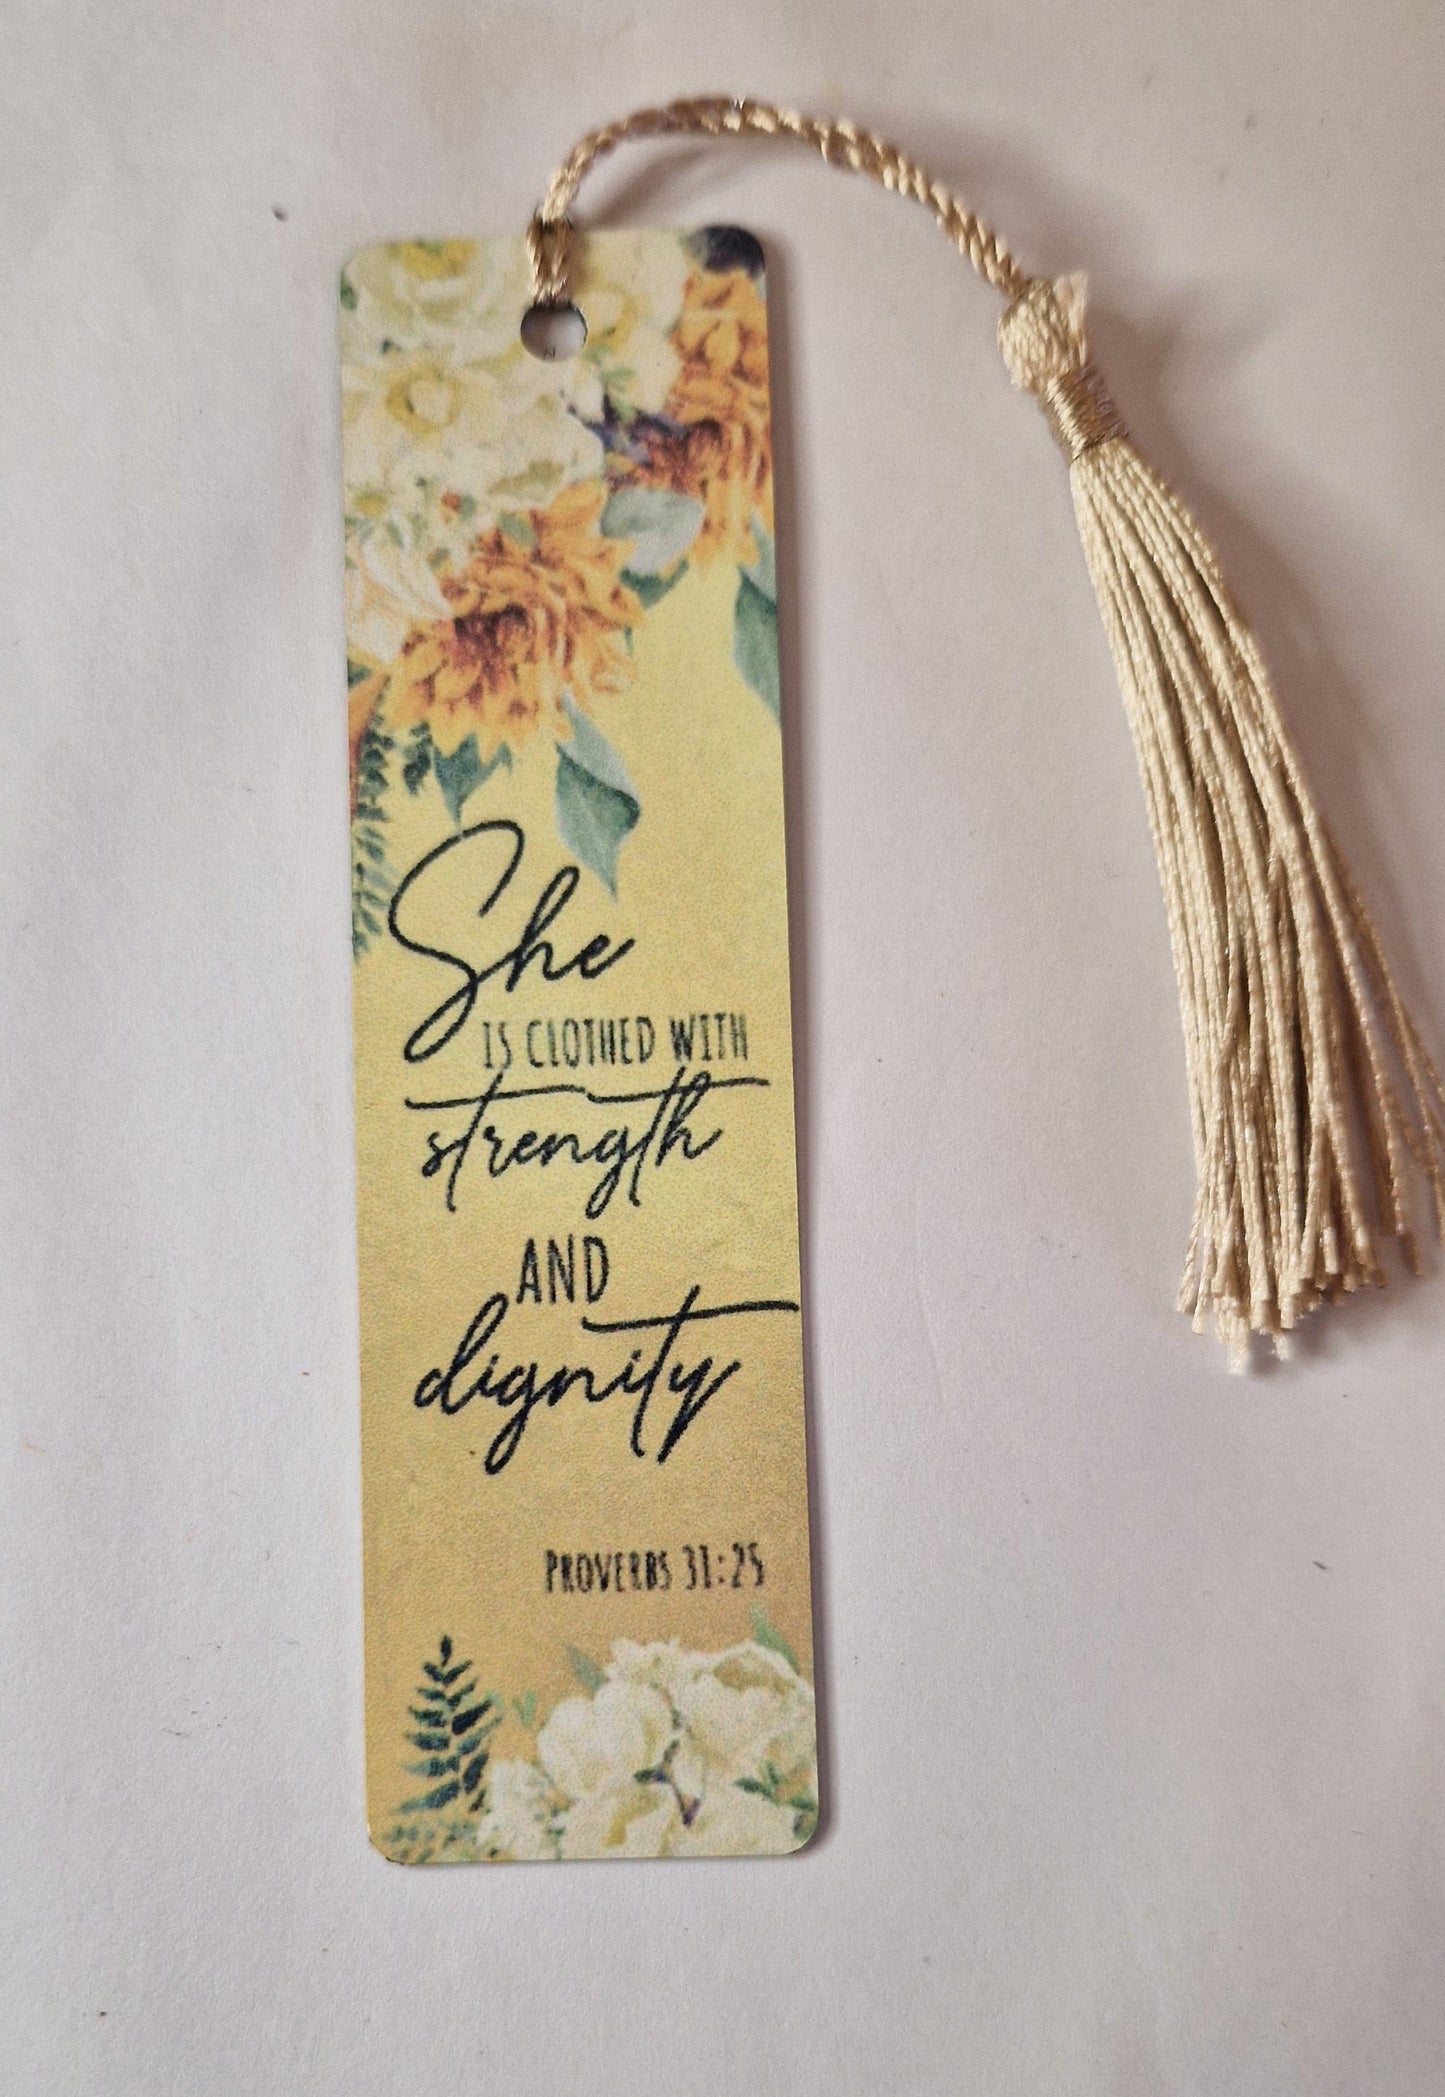 She
IS CLOTHED WITH
strength
AND
dignity
PROVERBS 31:25